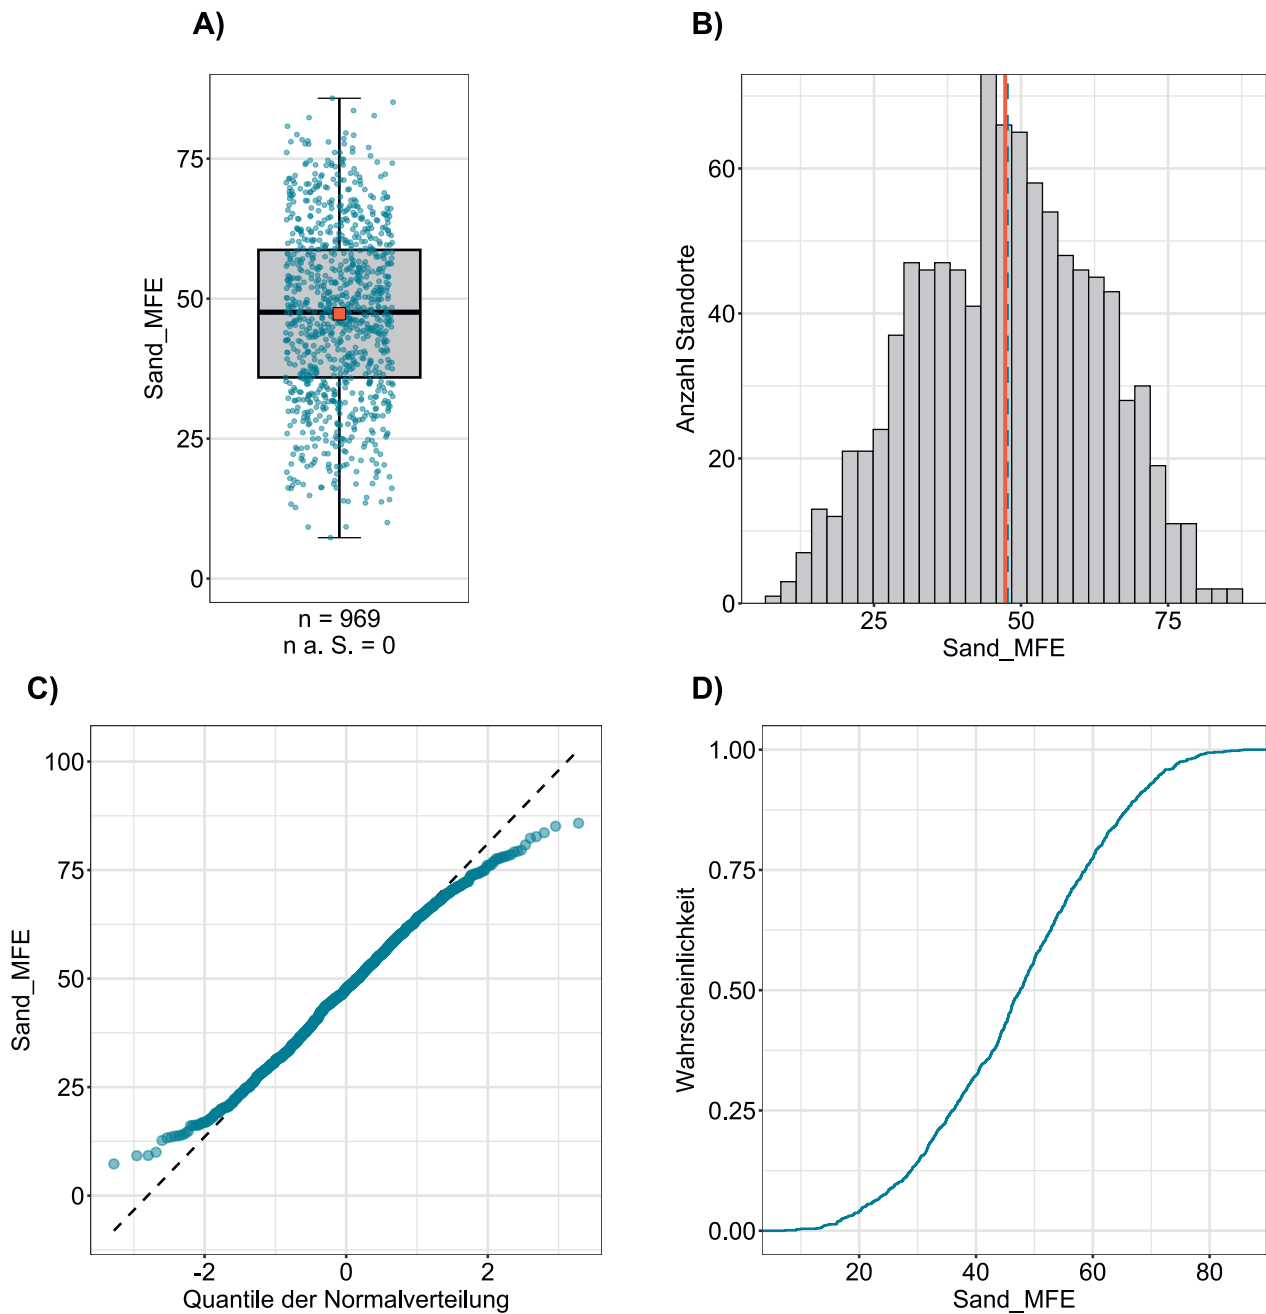 A)
Sand_MFE
75
50
25
0
n = 969
n a. S. = 0
B)
Anzahl Standorte
60
40
20
0
25 50 75
Sand_MFE
C)
Sand_MFE
100
75
50
25
0
-2 0 2
Quantile der Normalverteilung
D)
Wahrscheinlichkeit
1.00
0.75
0.50
0.25
0.00
20 40 60 80
Sand_MFE